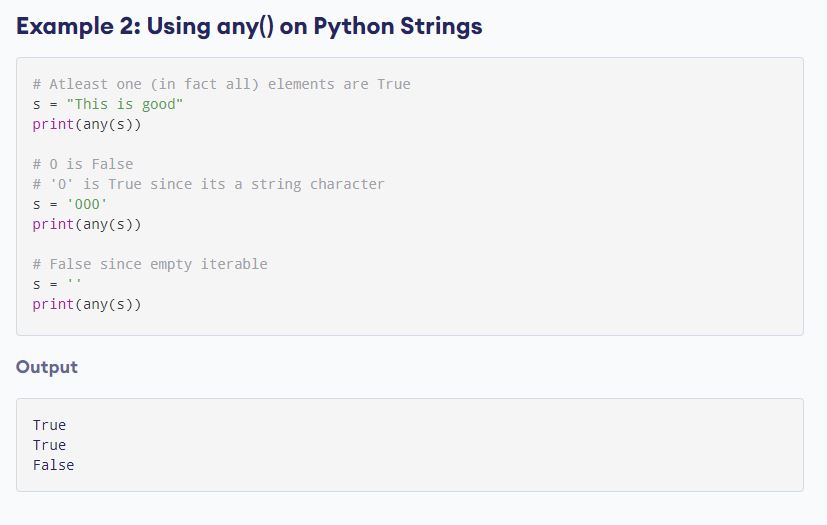 Example 2: Using any() on Python Strings
# Atleast one (in fact all) elements are True
s = "This is good"
print(any(s))
# 0 is False
# '0' is True since its a string character
s = '000'
print(any(s))
# False since empty iterable
s = ''
print(any(s))
Output
True
True
False